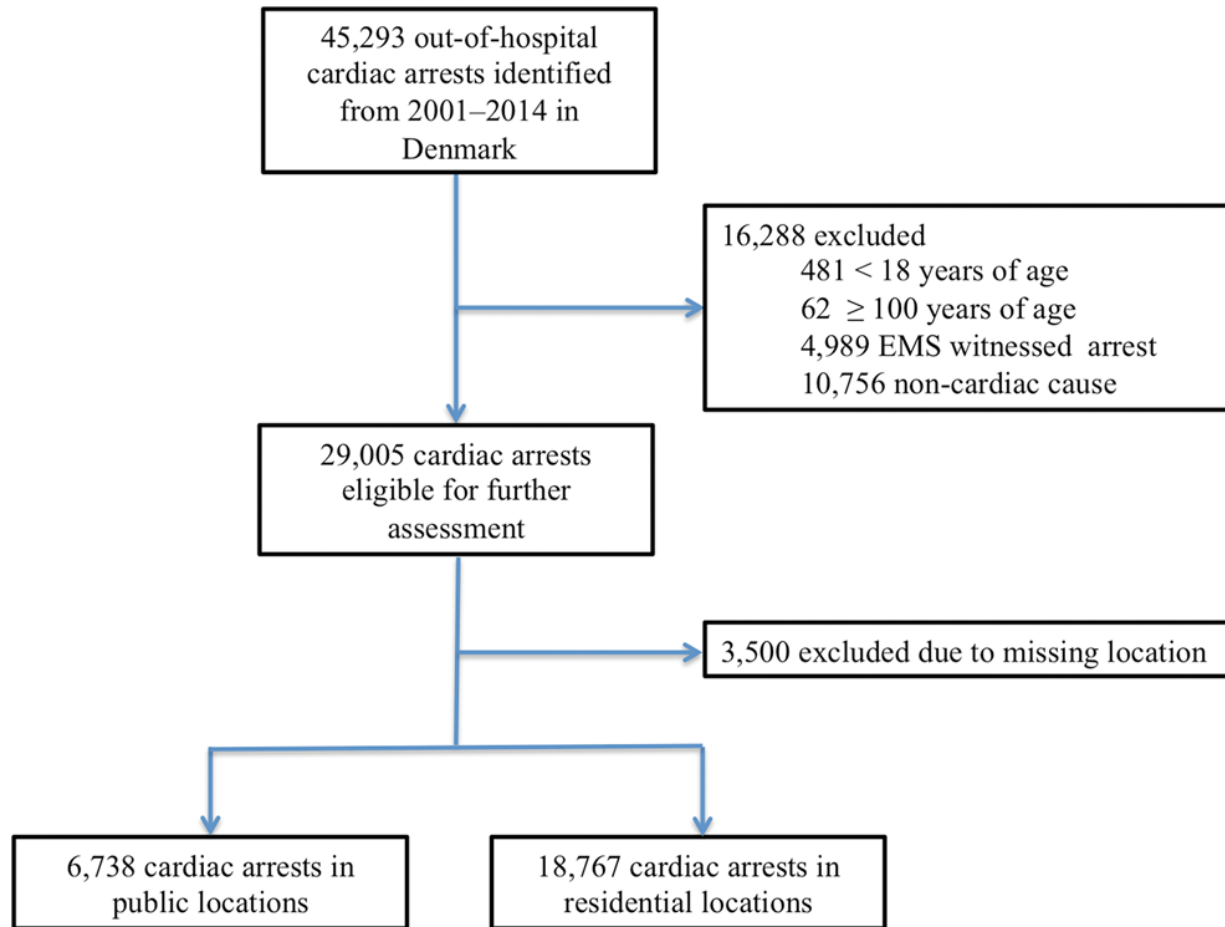 45,293 out-of-hospital
cardiac arrests identified
from 2001–2014 in
Denmark
16,288 excluded
481 < 18 years of age
62 ≥ 100 years of age
4,989 EMS witnessed arrest
10,756 non-cardiac cause
29,005 cardiac arrests
eligible for further
assessment
3,500 excluded due to missing location
6,738 cardiac arrests in
public locations
18,767 cardiac arrests in
residential locations